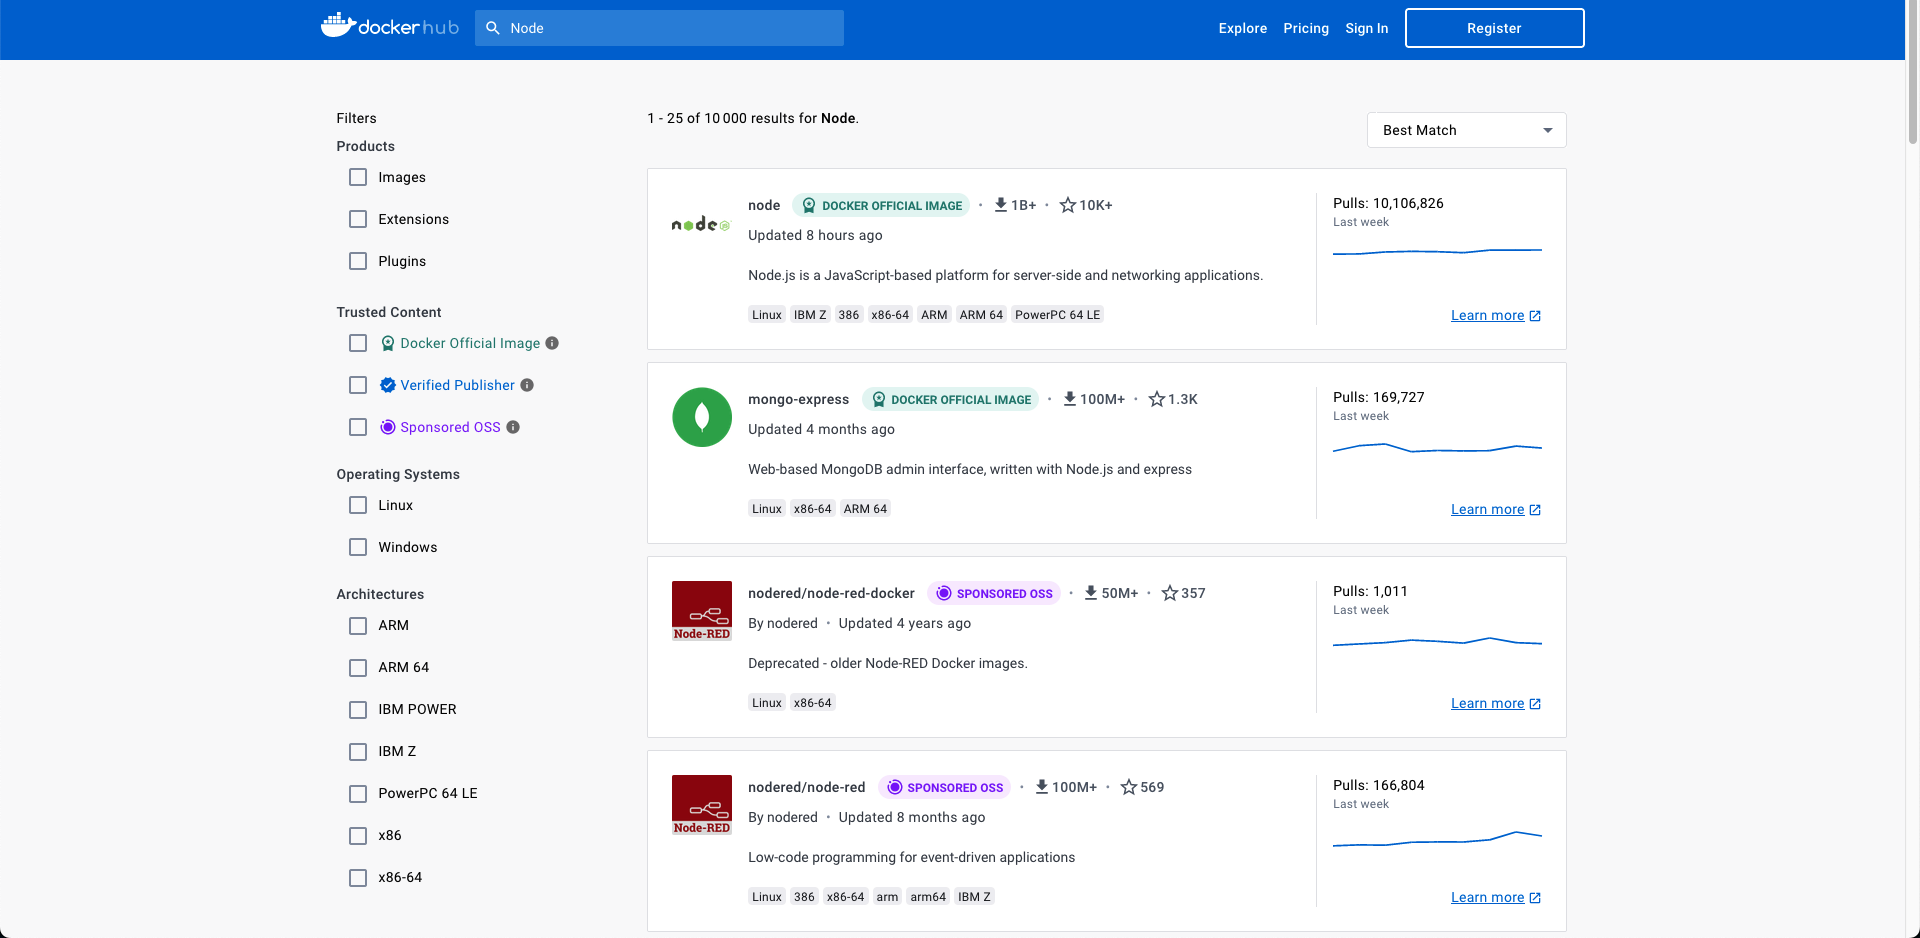 dockerhub
Node
Explore Pricing Sign In Register
Filters
Products
Images
Extensions
Plugins
Trusted Content
Docker Official Image
Verified Publisher
Sponsored OSS
Operating Systems
Linux
Windows
Architectures
ARM
ARM 64
IBM POWER
IBM Z
PowerPC 64 LE
x86
x86-64
1 - 25 of 10 000 results for Node.
Best Match
node
node DOCKER OFFICIAL IMAGE • 1B+ • 10K+
Updated 8 hours ago
Node.js is a JavaScript-based platform for server-side and networking applications.
Linux IBM Z 386 x86-64 ARM ARM 64 PowerPC 64 LE
Pulls: 10,106,826
Last week
Learn more
mongo-express DOCKER OFFICIAL IMAGE • 100M+ • 1.3K
Updated 4 months ago
Web-based MongoDB admin interface, written with Node.js and express
Linux x86-64 ARM 64
Pulls: 169,727
Last week
Learn more
Node-RED
nodered/node-red-docker SPONSORED OSS • 50M+ • 357
By nodered • Updated 4 years ago
Deprecated - older Node-RED Docker images.
Linux x86-64
Pulls: 1,011
Last week
Learn more
Node-RED
nodered/node-red SPONSORED OSS • 100M+ • 569
By nodered • Updated 8 months ago
Low-code programming for event-driven applications
Linux 386 x86-64 arm arm64 IBM Z
Pulls: 166,804
Last week
Learn more